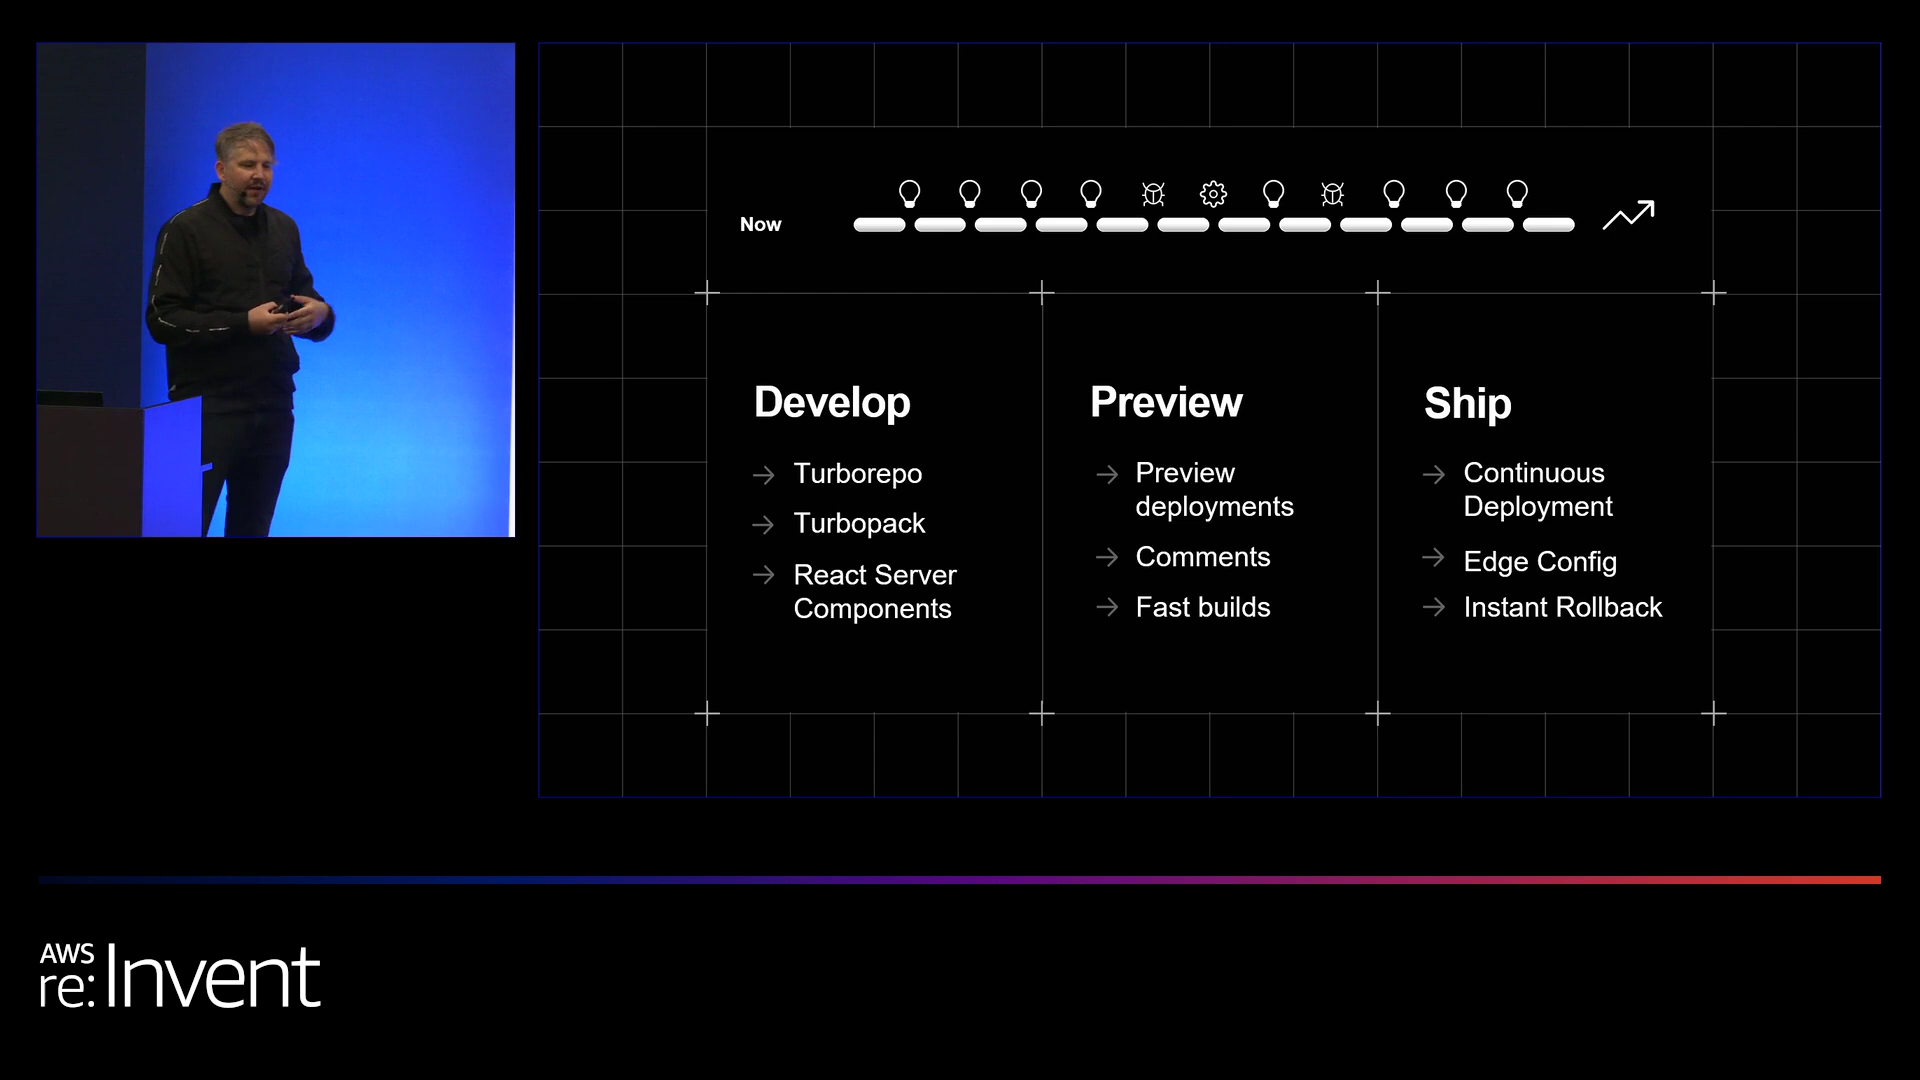 Now
Develop
Turborepo
Turbopack
React Server
Components
Preview
Preview
deployments
Comments
Fast builds
Ship
Continuous
Deployment
Edge Config
Instant Rollback
AWS
re:Invent